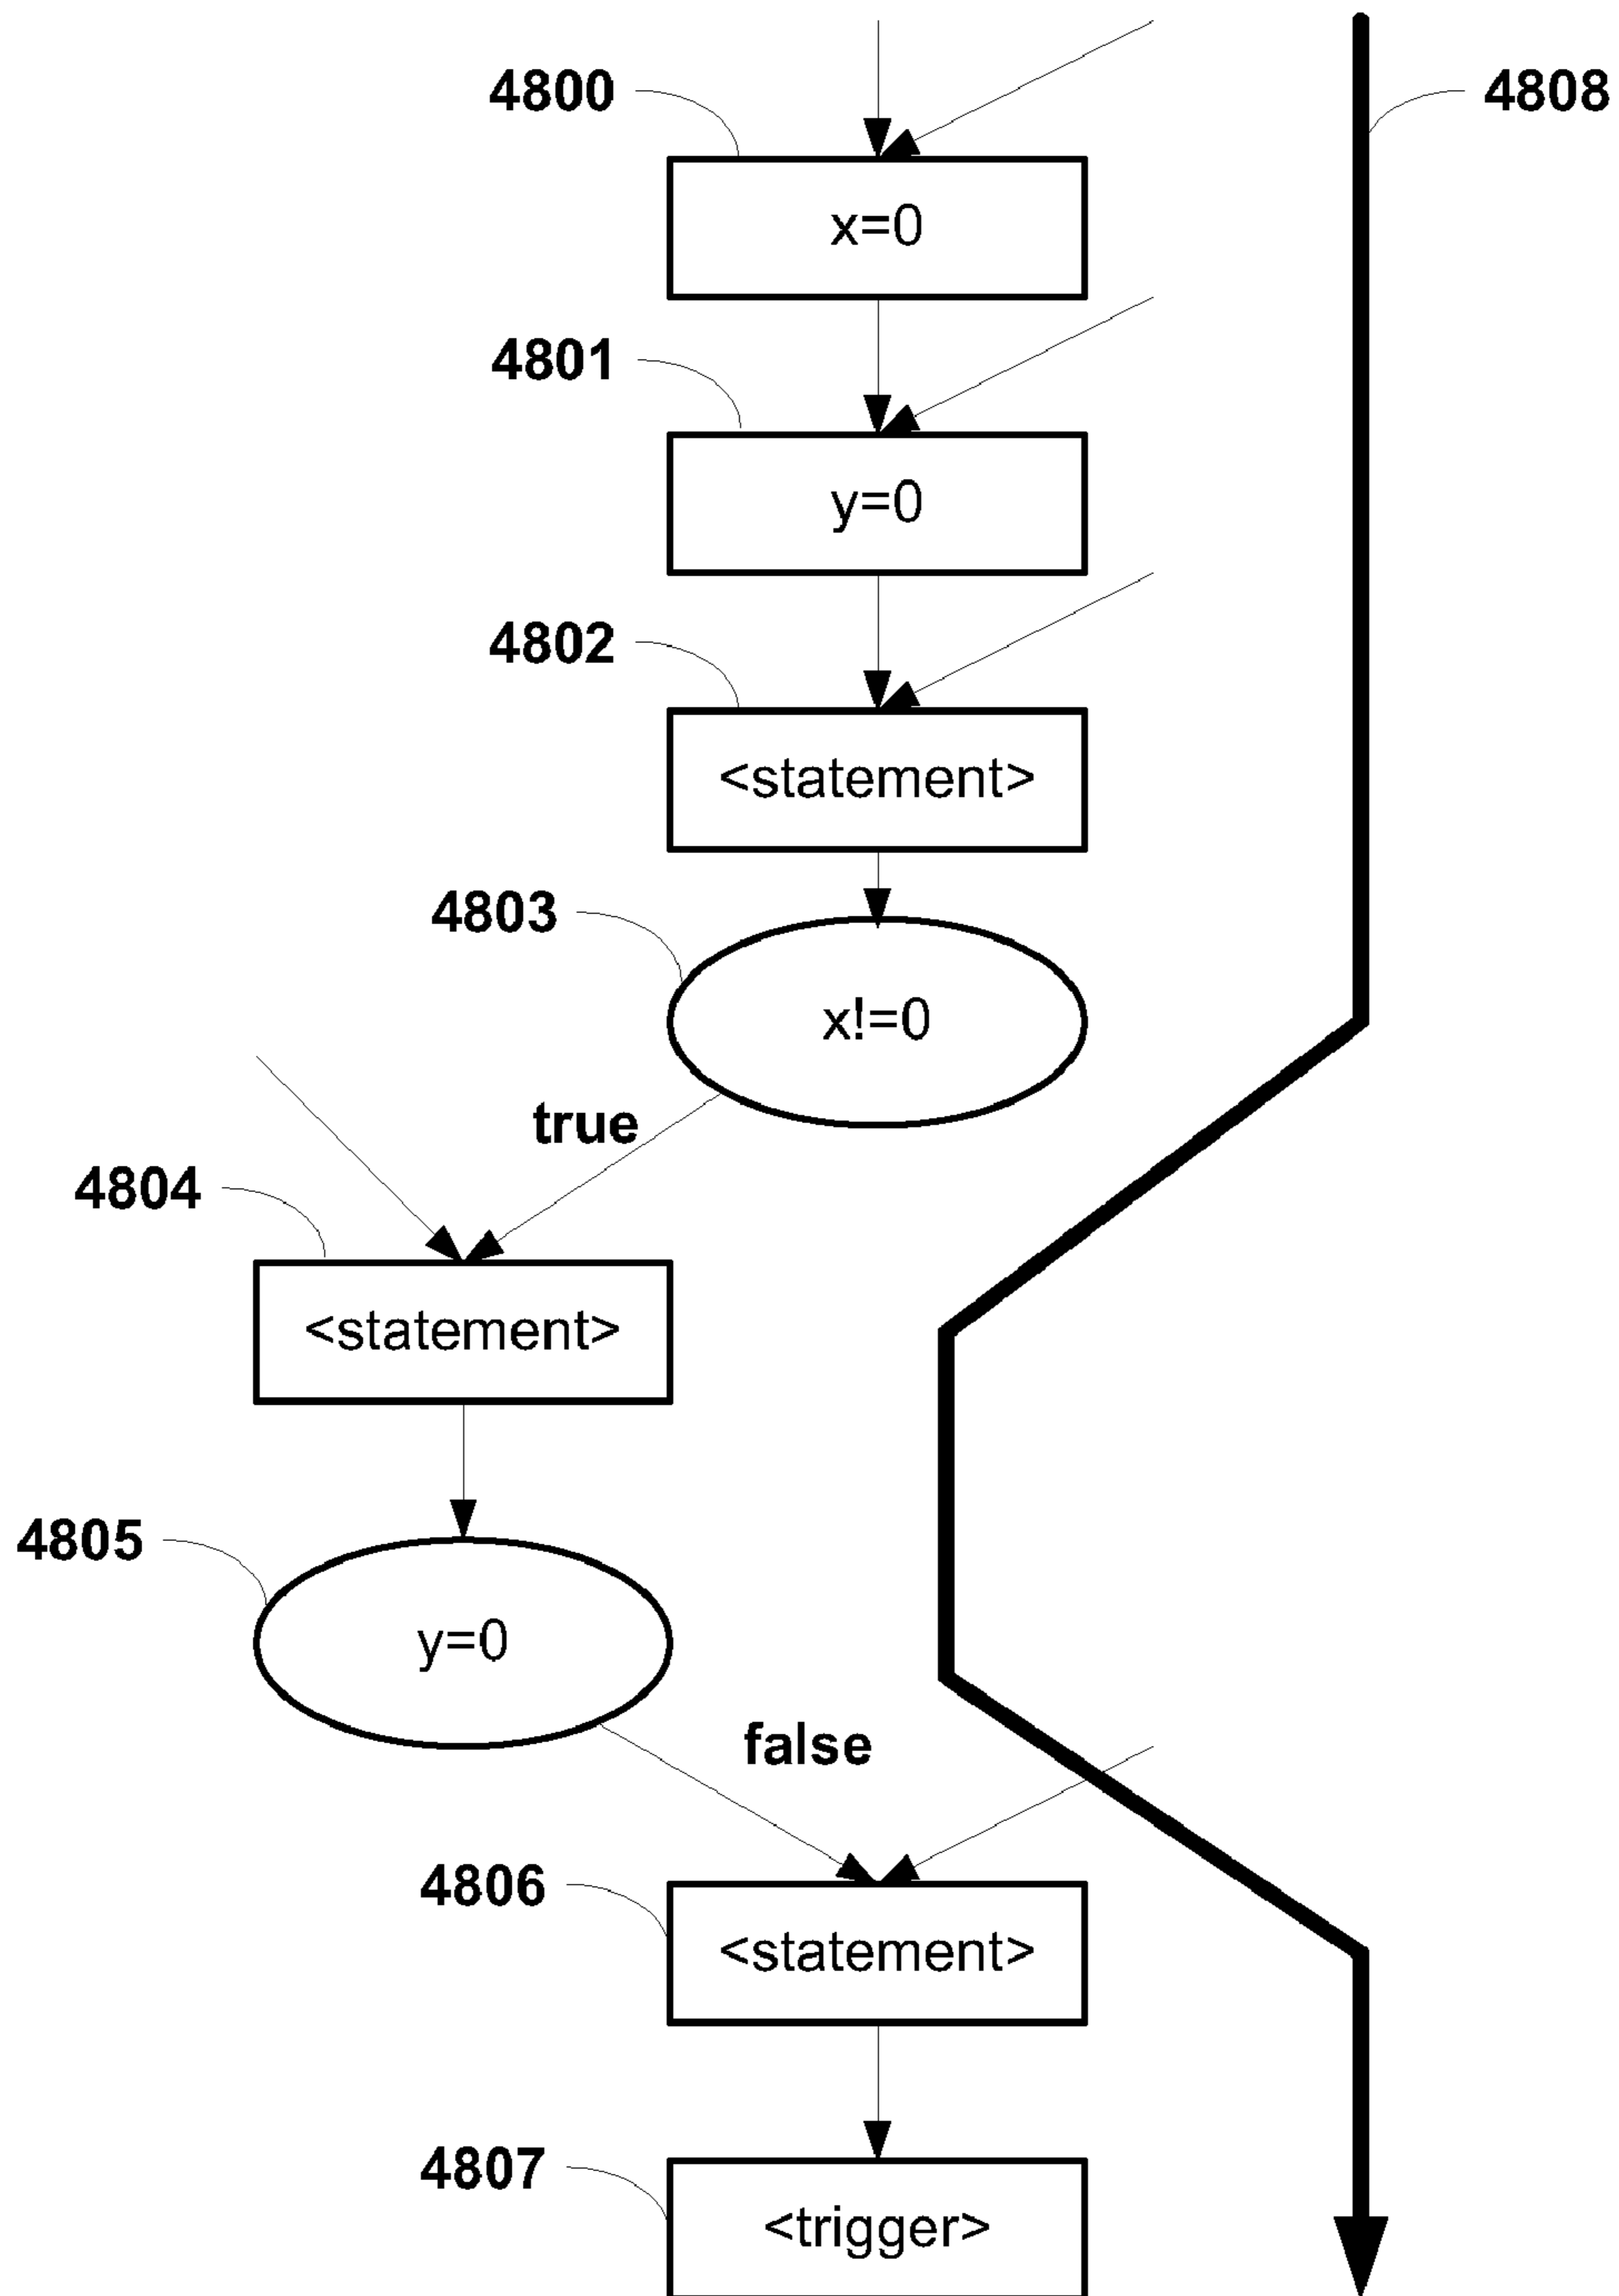 4800
4808
x=0
4801
y=0
4802
<statement>
4803
x!=0
true
4804
<statement>
4805
y=0
false
4806
<statement>
4807
<trigger>